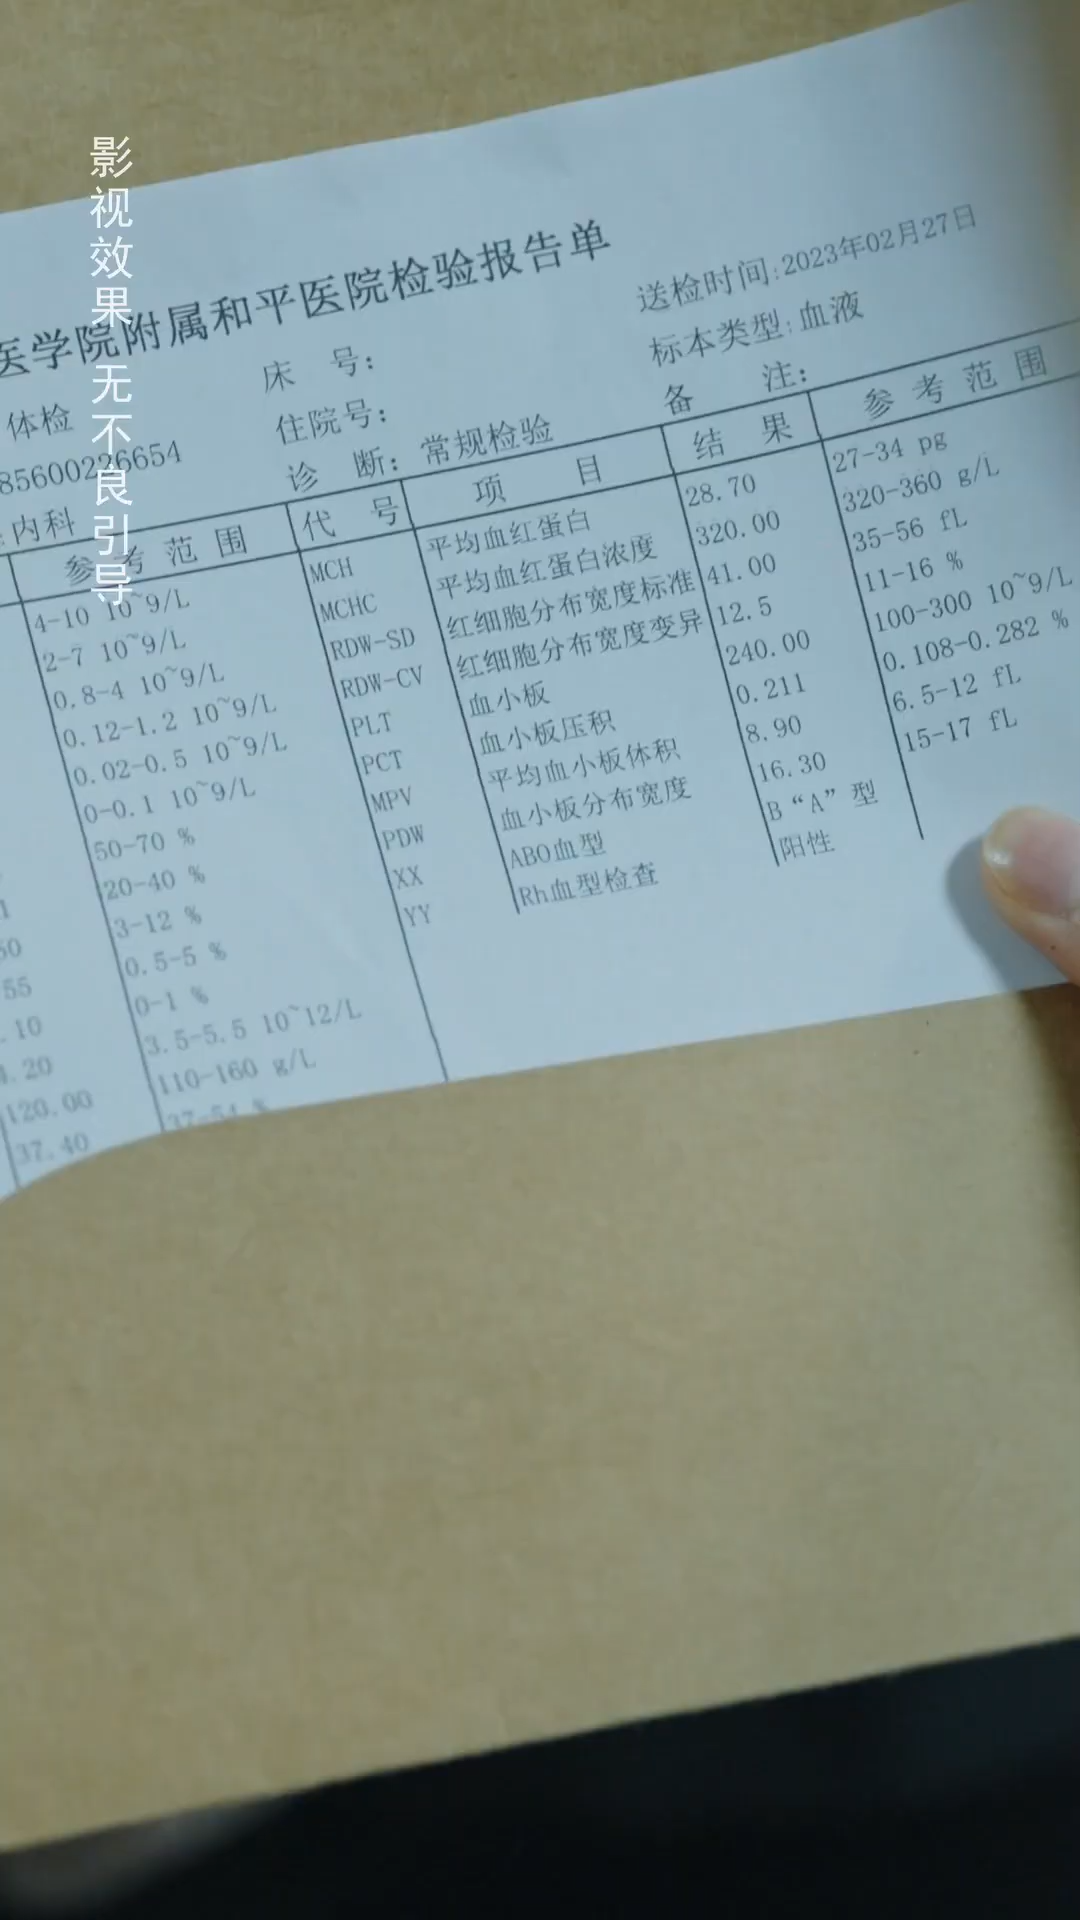 影视效果 无不良引导
医学院附属和平医院检验报告单
体检
床 号：
送检时间：2023年02月27日
85600226654
住院号：
标本类型：血液
内科
诊 断：常规检验
备 注：
参 考 范 围
代 号
项 目
结 果
参 考 范 围
4-10 10~9/L
MCH
平均血红蛋白
28.70
27-34 pg
2-7 10~9/L
MCHC
平均血红蛋白浓度
320.00
320-360 g/L
0.8-4 10~9/L
RDW-SD
红细胞分布宽度标准
41.00
35-56 fL
0.12-1.2 10~9/L
RDW-CV
红细胞分布宽度变异
12.5
11-16 %
0.02-0.5 10~9/L
PLT
血小板
240.00
100-300 10~9/L
0-0.1 10~9/L
PCT
血小板压积
0.211
0.108-0.282 %
50-70 %
MPV
平均血小板体积
8.90
6.5-12 fL
20-40 %
PDW
血小板分布宽度
16.30
15-17 fL
3-12 %
XX
ABO血型
B“A”型
0.5-5 %
YY
Rh血型检查
阳性
55
0-1 %
.10
3.5-5.5 10~12/L
.20
110-160 g/L
120.00
37-54 %
37.40